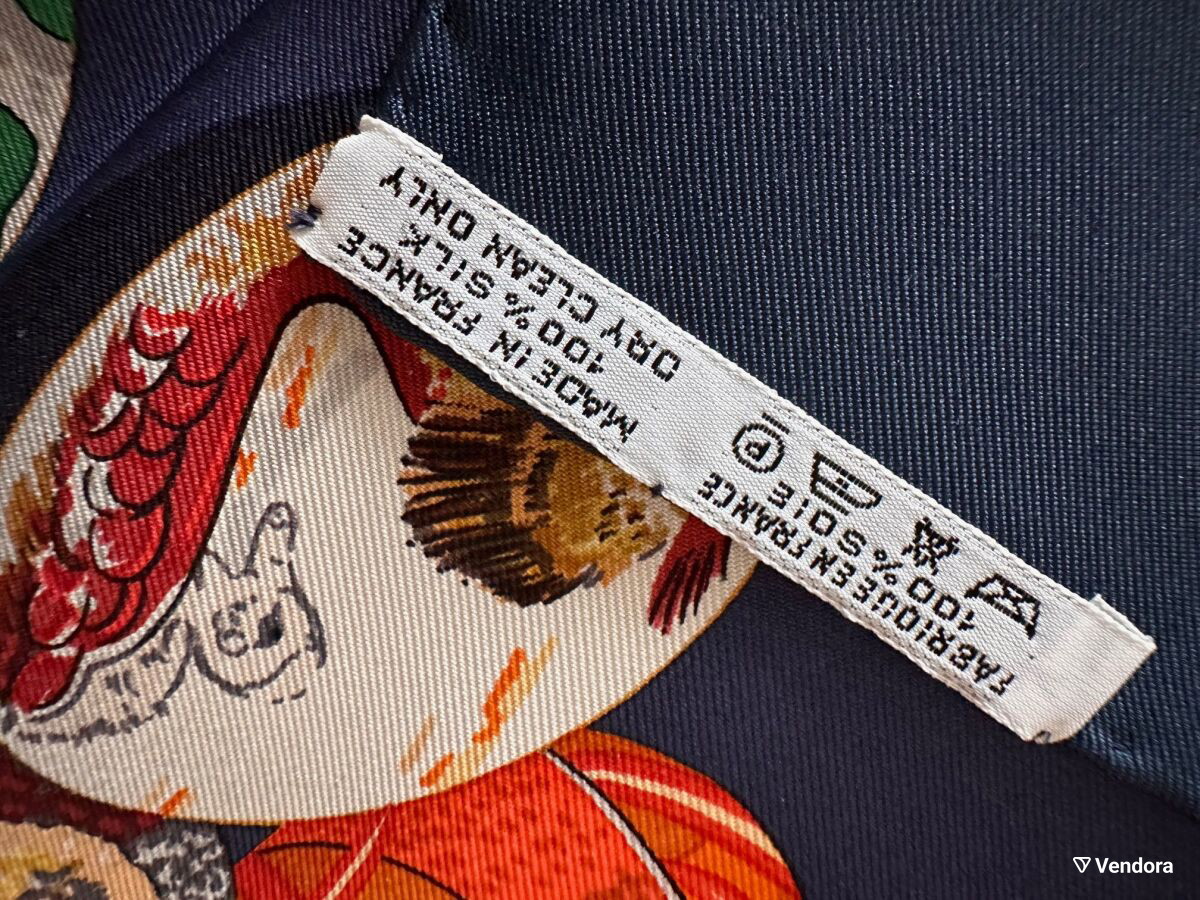 FABRIQUE EN FRANCE
100% SOIE
P
MADE IN FRANCE
100% SILK
DRY CLEAN ONLY
Vendora